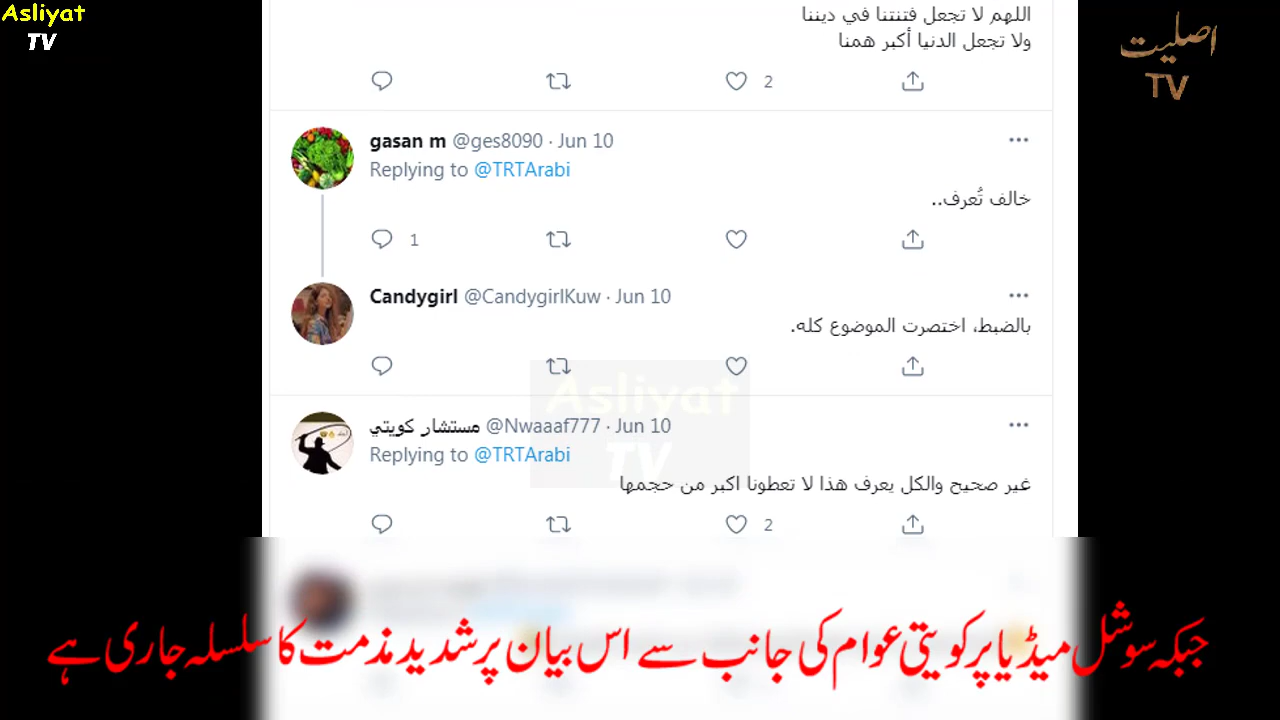 Asliyat
TV
اصلیت
TV
اللهم لا تجعل فتنتنا في ديننا
ولا تجعل الدنيا أكبر همنا
2
gasan m @ges8090 · Jun 10
Replying to @TRTArabi
خالف تُعرف..
1
Candygirl @CandygirlKuw · Jun 10
بالضبط، اختصرت الموضوع كله.
Asliyat
TV
مستشار كويتي @Nwaaaf777 · Jun 10
Replying to @TRTArabi
غير صحيح والكل يعرف هذا لا تعطونا اكبر من حجمها
2
جبکہ سوشل میڈیا پر کویتی عوام کی جانب سے اس بیان پر شدید مذمت کا سلسلہ جاری ہے